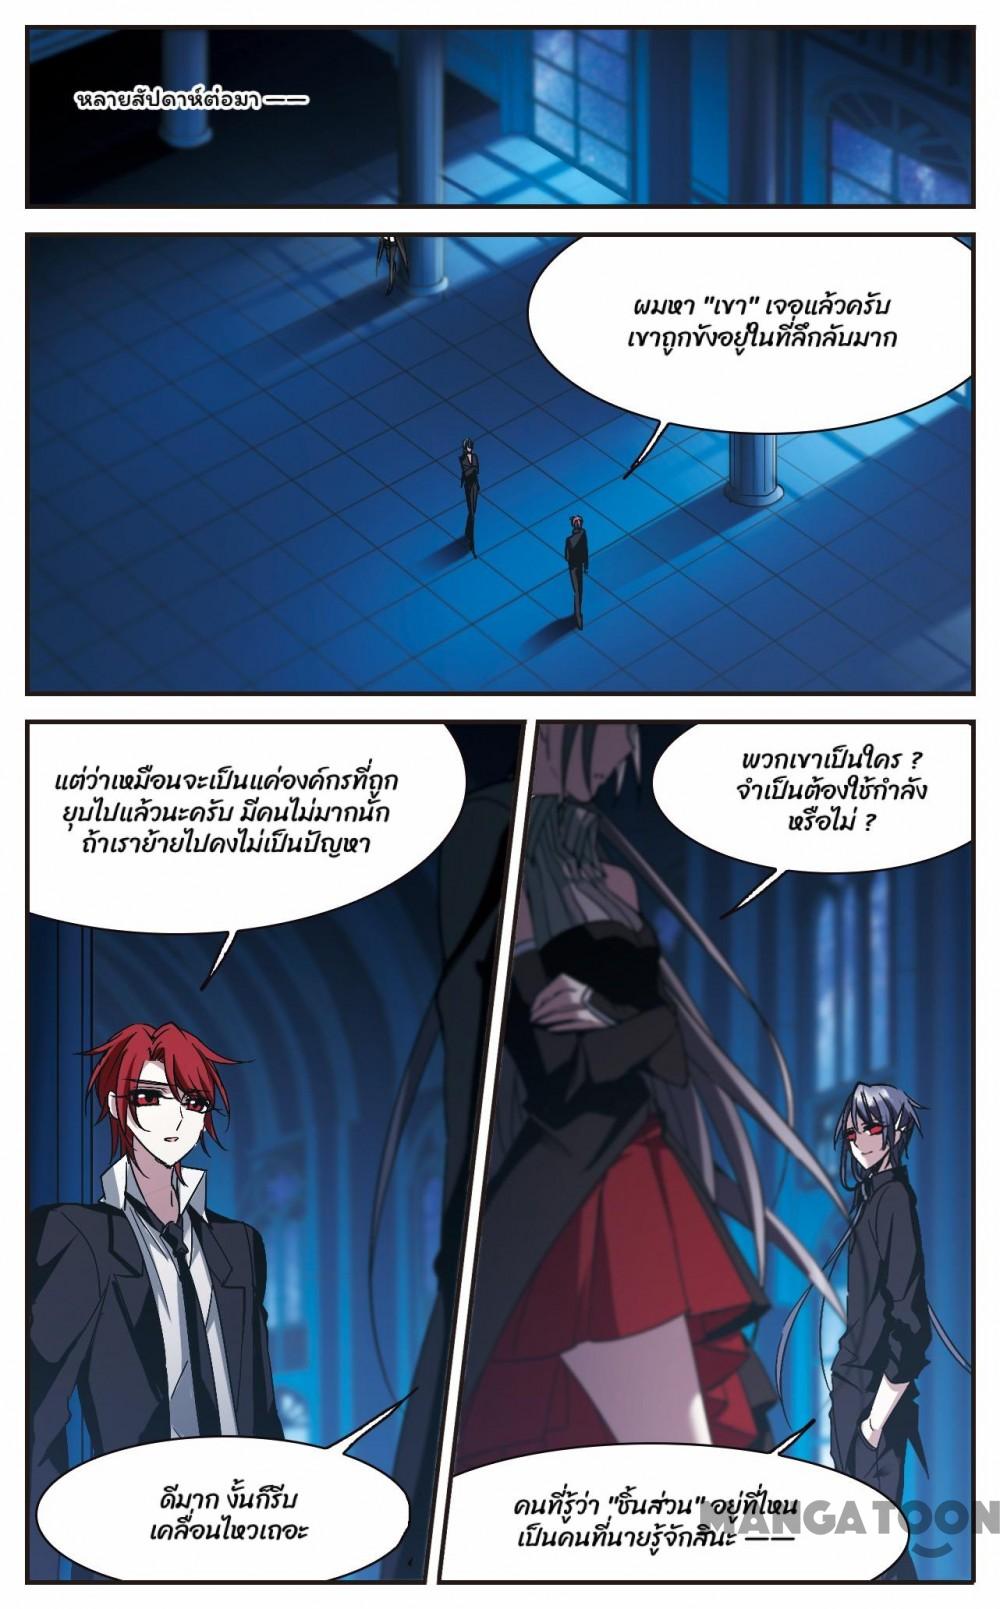 หลายสัปดาห์ต่อมา ——
ผมหา "เขา" เจอแล้วครับ
เขาถูกขังอยู่ในที่ลึกลับมาก
แต่ว่าเหมือนจะเป็นแค่องค์กรที่ถูก
ยุบไปแล้วนะครับ มีคนไม่มากนัก
ถ้าเราย้ายไปคงไม่เป็นปัญหา
พวกเขาเป็นใคร ?
จำเป็นต้องใช้กำลัง
หรือไม่ ?
ดีมาก งั้นก็รีบ
เคลื่อนไหวเถอะ
คนที่รู้ว่า "ชิ้นส่วน" อยู่ที่ไหน
เป็นคนที่นายรู้จักสินะ ——
MANGATOON